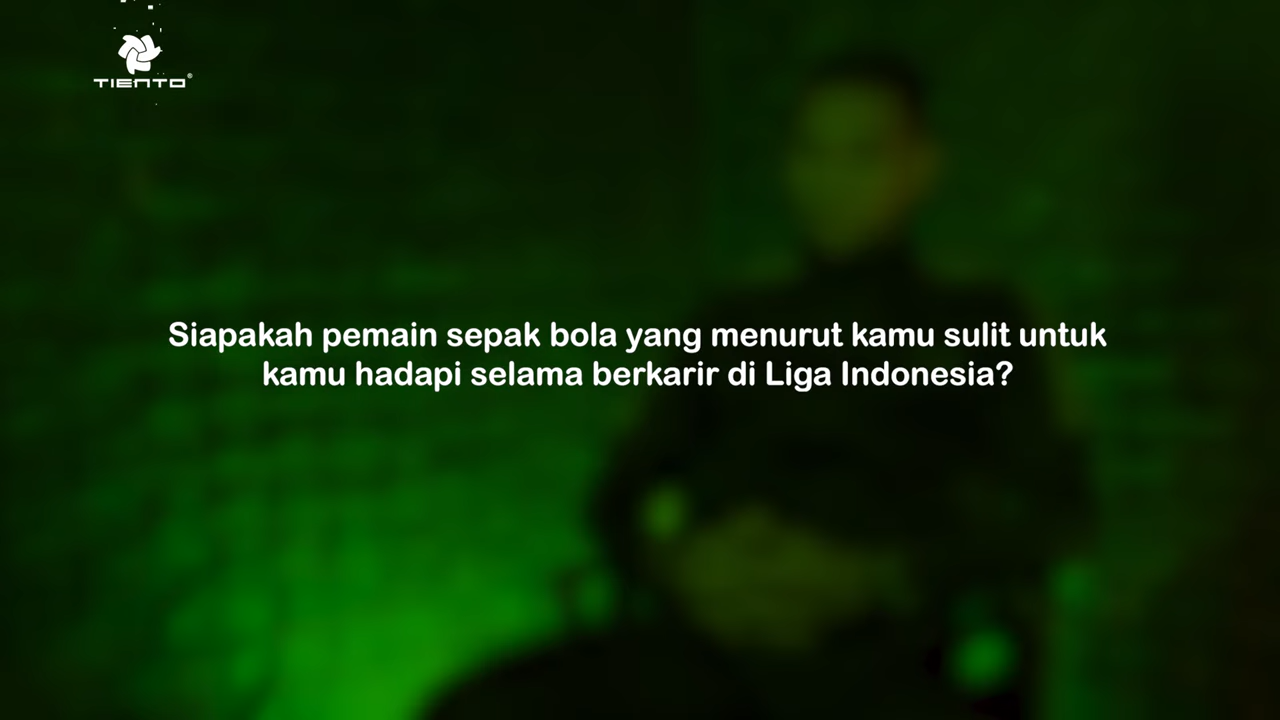 TIENTO®
Siapakah pemain sepak bola yang menurut kamu sulit untuk
kamu hadapi selama berkarir di Liga Indonesia?